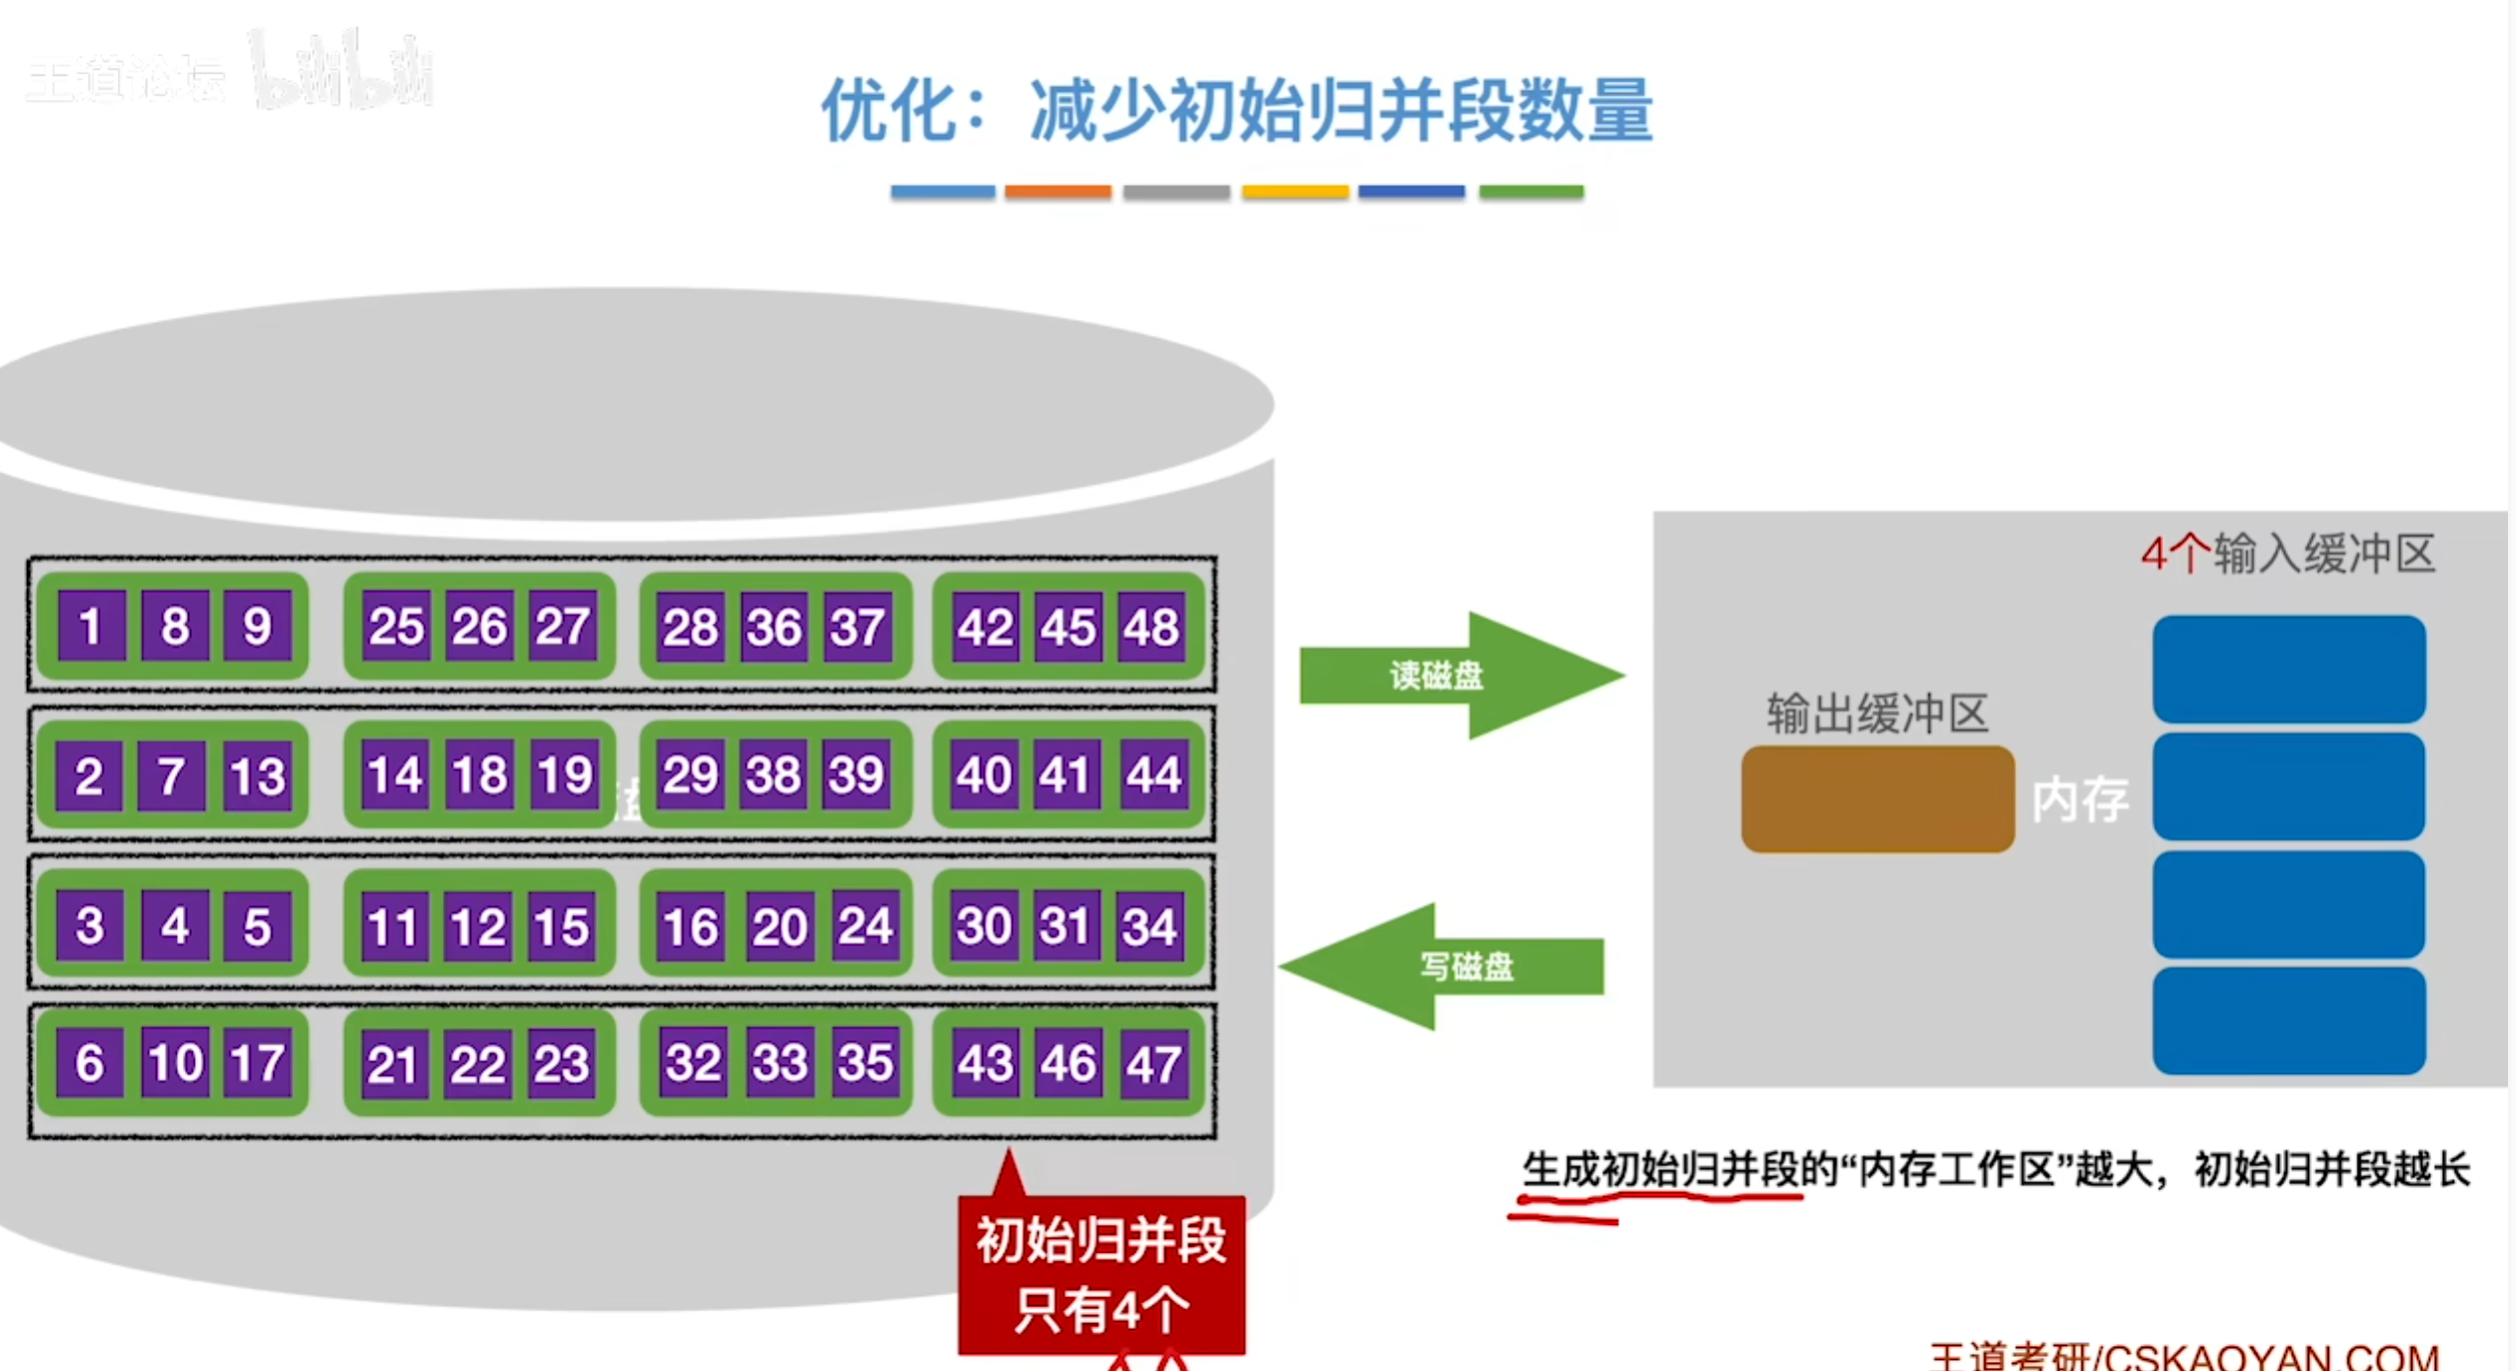 王道论坛 bilibili
优化：减少初始归并段数量
4个输入缓冲区
1 8 9 25 26 27 28 36 37 42 45 48
读磁盘
输出缓冲区
2 7 13 14 18 19 29 38 39 40 41 44
内存
3 4 5 11 12 15 16 20 24 30 31 34
写磁盘
6 10 17 21 22 23 32 33 35 43 46 47
生成初始归并段的“内存工作区”越大，初始归并段越长
初始归并段
只有4个
王道考研/CSKAOYAN.COM